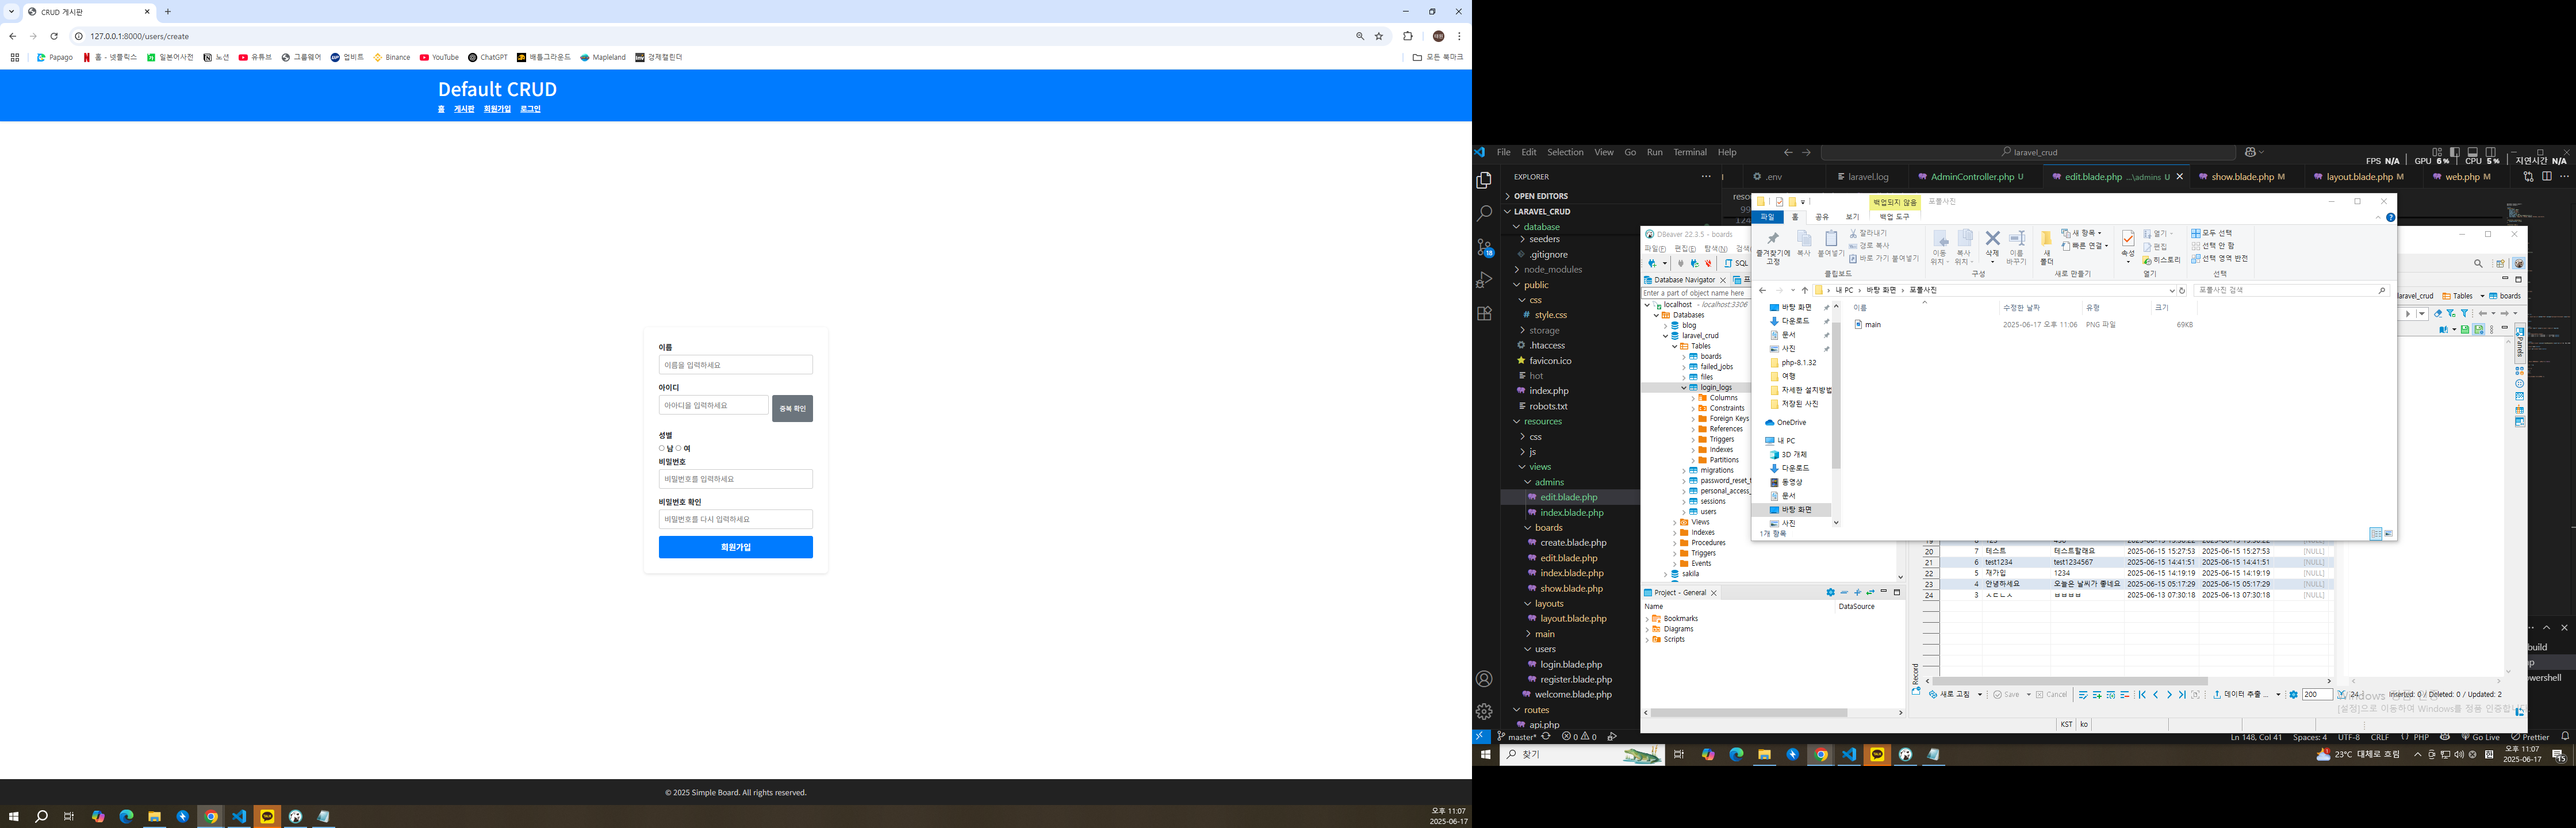 CRUD 게시판
127.0.0.1:8000/users/create
Papago 홈 - 넷플릭스 일본어사전 노션 유튜브 그룹웨어 업비트 Binance YouTube ChatGPT 배틀그라운드 Mapleland 경제캘린더 모든 북마크
Default CRUD
홈 게시판 회원가입 로그인
이름
이름을 입력하세요
아이디
아아디을 입력하세요 중복 확인
성별
남 여
비밀번호
비밀번호를 입력하세요
비밀번호 확인
비밀번호를 다시 입력하세요
회원가입
© 2025 Simple Board. All rights reserved.
오후 11:07
2025-06-17
File Edit Selection View Go Run Terminal Help laravel_crud
FPS N/A GPU 6% CPU 5% 지연시간 N/A
EXPLORER
.env laravel.log AdminController.php U edit.blade.php ...\admins U show.blade.php M layout.blade.php M web.php M
OPEN EDITORS
LARAVEL_CRUD
database
seeders
.gitignore
node_modules
public
css
style.css
storage
.htaccess
favicon.ico
hot
index.php
robots.txt
resources
css
js
views
admins
edit.blade.php
index.blade.php
boards
create.blade.php
edit.blade.php
index.blade.php
show.blade.php
layouts
layout.blade.php
main
users
login.blade.php
register.blade.php
welcome.blade.php
routes
api.php
DBeaver 22.3.5 - boards
파일(F) 편집(E) 탐색(N)
SQL
Database Navigator
Enter a part of object name here
localhost - localhost:3306
Databases
blog
laravel_crud
Tables
boards
failed_jobs
files
login_logs
Columns
Constraints
Foreign Keys
References
Triggers
Indexes
Partitions
migrations
password_reset_t
personal_access_
sessions
users
Views
Indexes
Procedures
Triggers
Events
sakila
Project - General
Name DataSource
Bookmarks
Diagrams
Scripts
백업되지 않음 포폴사진
파일 홈 공유 보기 백업 도구
즐겨찾기에 고정 복사 붙여넣기 잘라내기 경로 복사 바로 가기 붙여넣기
이동 위치 복사 위치 삭제 이름 바꾸기 새 폴더 새 항목 빠른 연결 속성 열기 편집 히스토리 모두 선택 선택 안 함 선택 영역 반전
클립보드 구성 새로 만들기 열기 선택
내 PC 바탕 화면 포폴사진 포폴사진 검색
이름 수정한 날짜 유형 크기
main 2025-06-17 오후 11:06 PNG 파일 69KB
바탕 화면
다운로드
문서
사진
php-8.1.32
여행
자세한 설치방법
저장된 사진
OneDrive
내 PC
3D 개체
다운로드
동영상
문서
바탕 화면
사진
1개 항목
laravel_crud Tables boards
Panels
20 7 테스트 테스트할래요 2025-06-15 15:27:53 2025-06-15 15:27:53 [NULL]
21 6 test1234 test1234567 2025-06-15 14:41:51 2025-06-15 14:41:51 [NULL]
22 5 재가입 1234 2025-06-15 14:19:19 2025-06-15 14:19:19 [NULL]
23 4 안녕하세요 오늘은 날씨가 좋네요 2025-06-15 05:17:29 2025-06-15 05:17:29 [NULL]
24 3 ㅅㄷㄴㅅ ㅂㅂㅂㅂ 2025-06-13 07:30:18 2025-06-13 07:30:18 [NULL]
Record
새로 고침 Save Cancel 데이터 추출 ... 200 24 Inserted: 0 / Deleted: 0 / Updated: 2
[설정]으로 이동하여 Windows를 정품 인증합니다.
KST ko
build
powershell
master* 0 0 Ln 148, Col 41 Spaces: 4 UTF-8 CRLF PHP Go Live Prettier
찾기 23°C 대체로 흐림 오후 11:07
2025-06-17
15